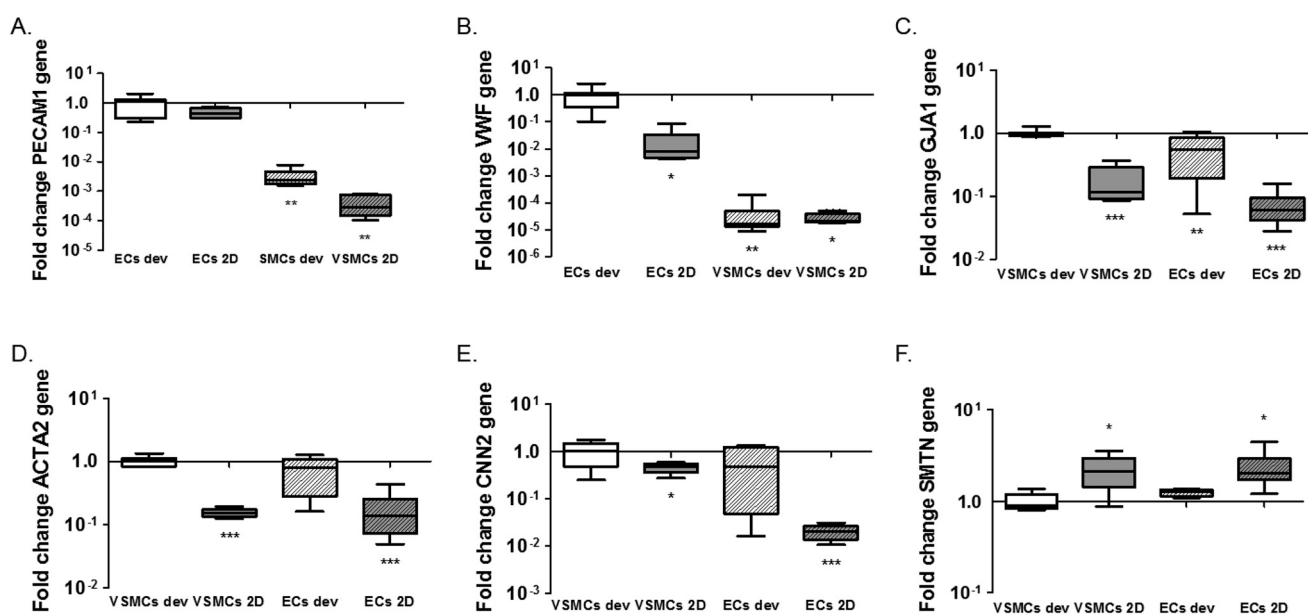 A.
Fold change PECAM1 gene
10¹
1.0
10⁻¹
10⁻²
10⁻³
10⁻⁴
10⁻⁵
**
**
ECs dev ECs 2D SMCs dev VSMCs 2D
B.
Fold change VWF gene
10¹
1.0
10⁻¹
10⁻²
10⁻³
10⁻⁴
10⁻⁵
10⁻⁶
*
**
*
ECs dev ECs 2D VSMCs dev VSMCs 2D
C.
Fold change GJA1 gene
10¹
1.0
10⁻¹
10⁻²
***
**
***
VSMCs dev VSMCs 2D ECs dev ECs 2D
D.
Fold change ACTA2 gene
10¹
1.0
10⁻¹
10⁻²
***
***
VSMCs dev VSMCs 2D ECs dev ECs 2D
E.
Fold change CNN2 gene
10¹
1.0
10⁻¹
10⁻²
10⁻³
*
***
VSMCs dev VSMCs 2D ECs dev ECs 2D
F.
Fold change SMTN gene
10¹
1.0
10⁻¹
*
*
VSMCs dev VSMCs 2D ECs dev ECs 2D